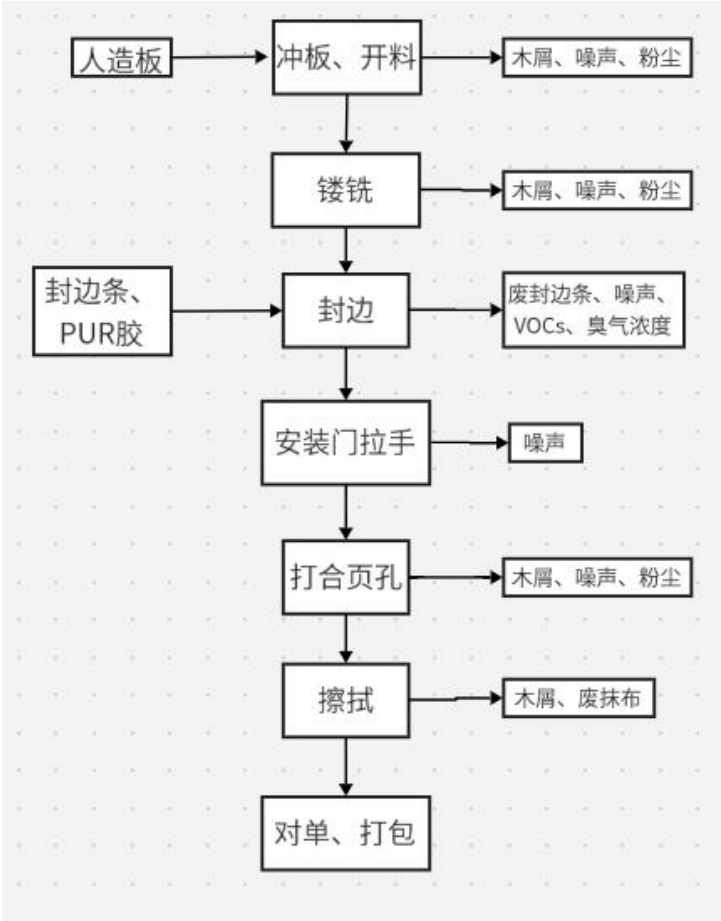 人造板
冲板、开料
木屑、噪声、粉尘
镂铣
木屑、噪声、粉尘
封边条、
PUR胶
封边
废封边条、噪声、
VOCs、臭气浓度
安装门拉手
噪声
打合页孔
木屑、噪声、粉尘
擦拭
木屑、废抹布
对单、打包